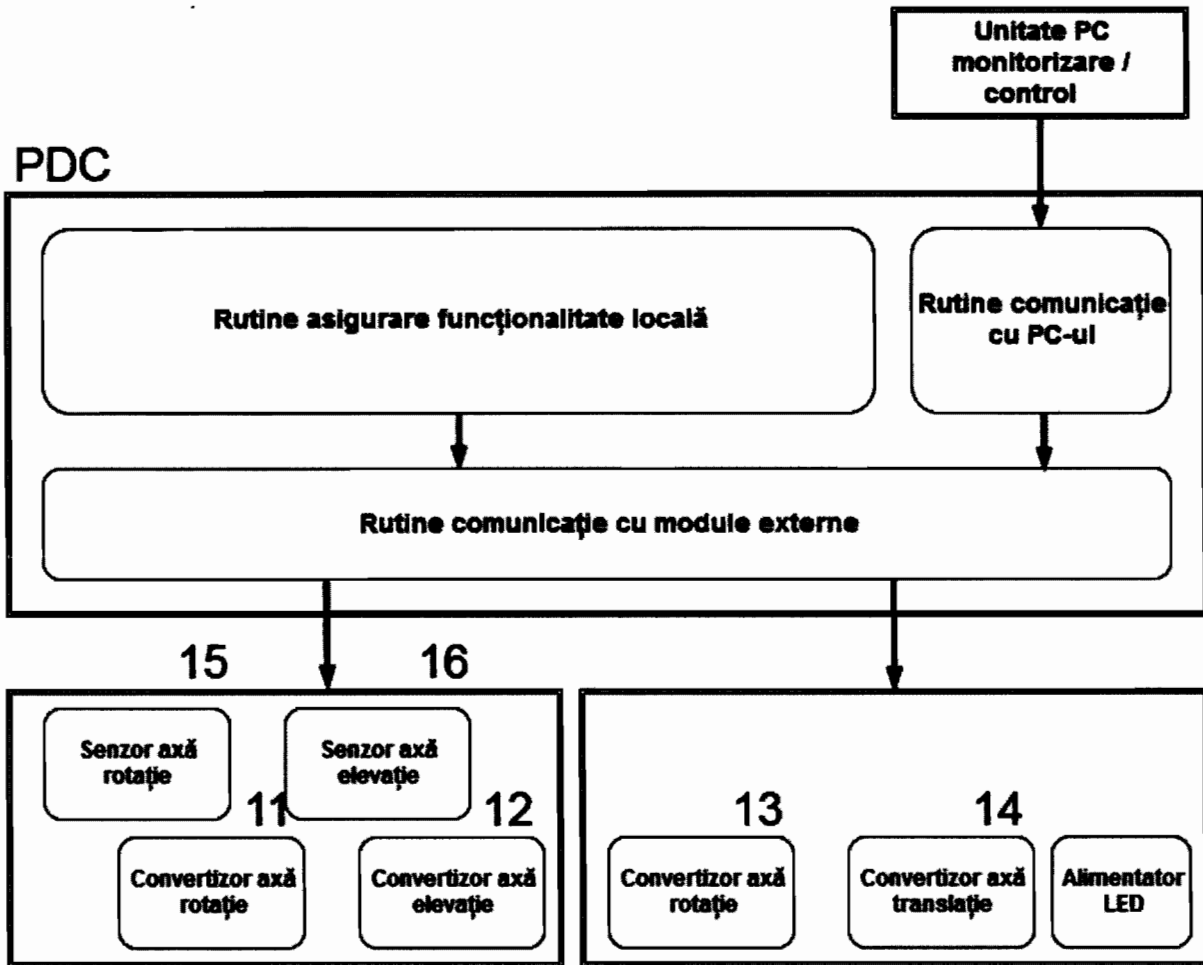 Unitate PC
monitorizare /
control
PDC
Rutine asigurare funcționalitate locală
Rutine comunicație
cu PC-ul
Rutine comunicație cu module externe
15
16
Senzor axă
rotație
Senzor axă
elevație
11
12
13
14
Convertizor axă
rotație
Convertizor axă
elevație
Convertizor axă
rotație
Convertizor axă
translație
Alimentator
LED